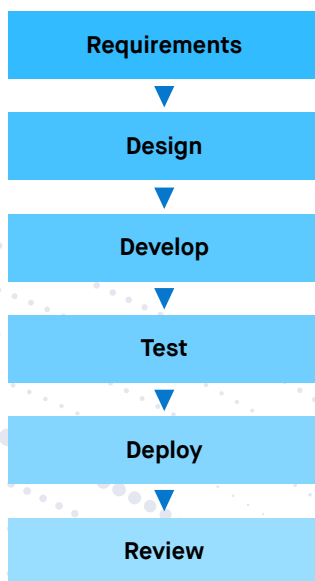 Requirements
Design
Develop
Test
Deploy
Review